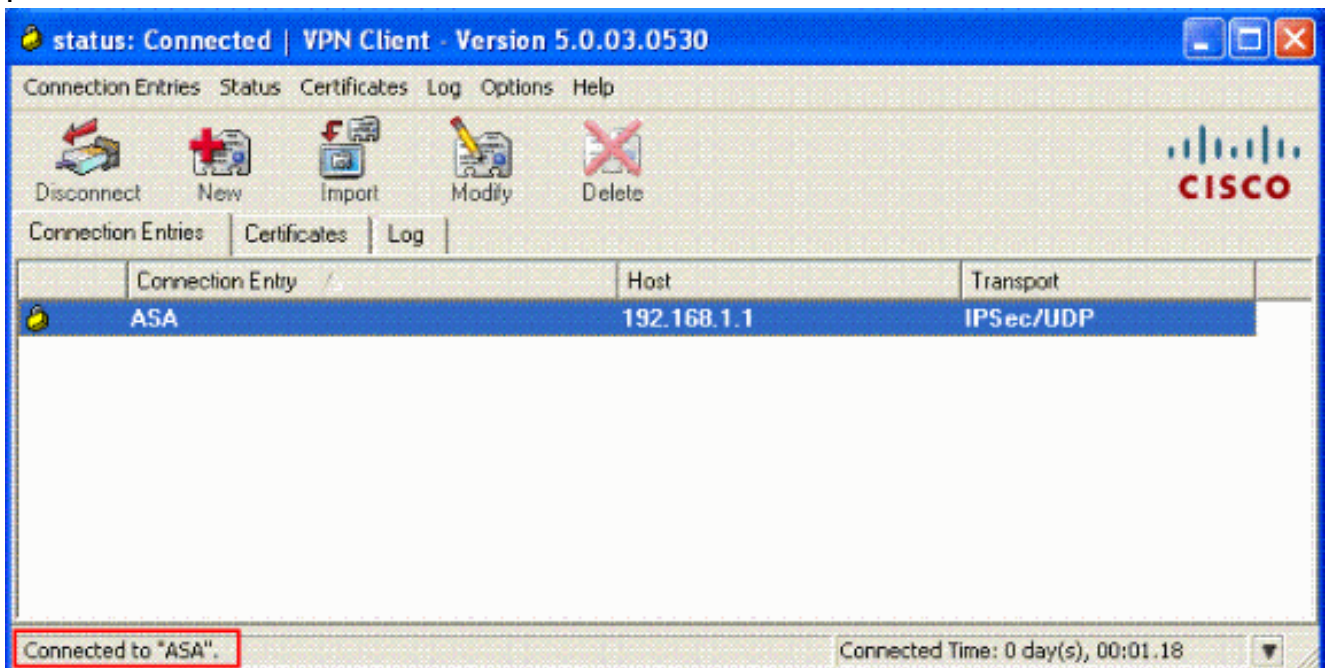 status: Connected | VPN Client - Version 5.0.03.0530
Connection Entries Status Certificates Log Options Help
Disconnect New Import Modify Delete
CISCO
Connection Entries Certificates Log
Connection Entry Host Transport
ASA 192.168.1.1 IPSec/UDP
Connected to "ASA". Connected Time: 0 day(s), 00:01.18